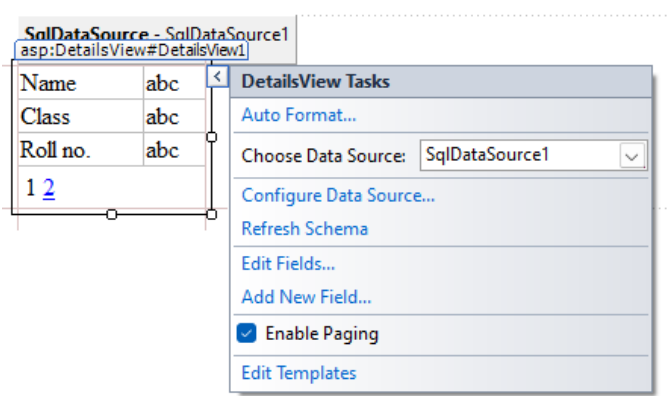 SqlDataSource - SqlDataSource1
asp:DetailsView#DetailsView1
Name abc
Class abc
Roll no. abc
1 2
<
DetailsView Tasks
Auto Format...
Choose Data Source: SqlDataSource1
Configure Data Source...
Refresh Schema
Edit Fields...
Add New Field...
Enable Paging
Edit Templates